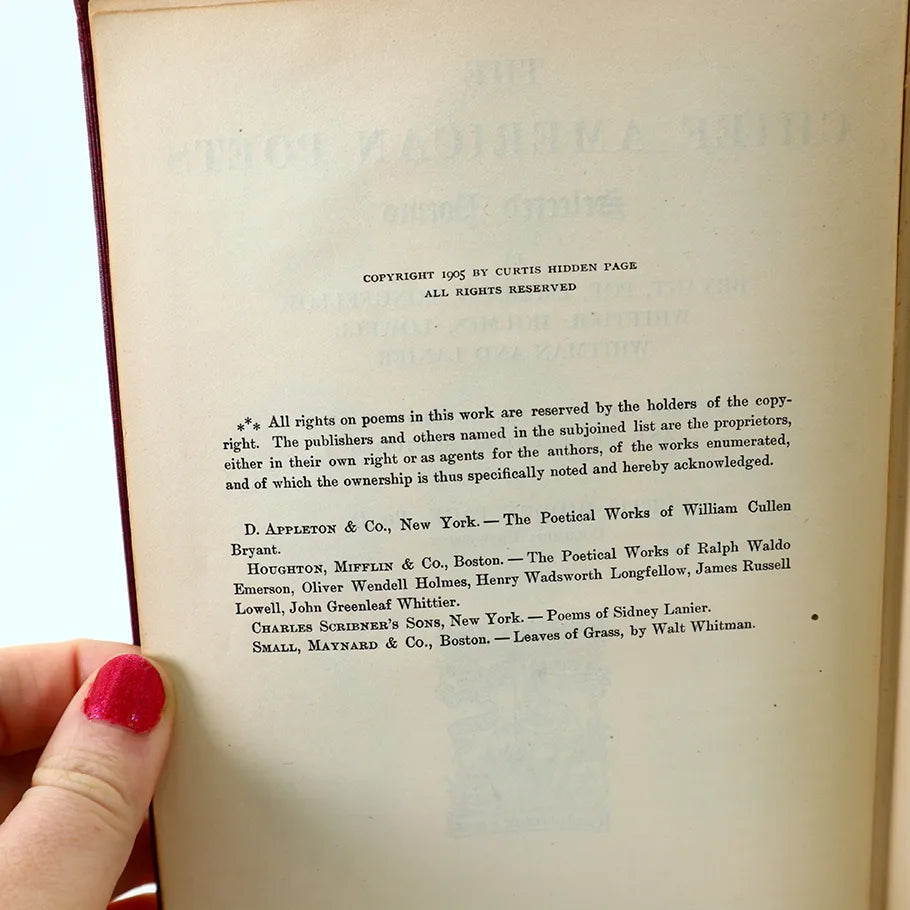 COPYRIGHT 1905 BY CURTIS HIDDEN PAGE
ALL RIGHTS RESERVED
*** All rights on poems in this work are reserved by the holders of the copy-
right. The publishers and others named in the subjoined list are the proprietors,
either in their own right or as agents for the authors, of the works enumerated,
and of which the ownership is thus specifically noted and hereby acknowledged.
D. APPLETON & CO., New York. — The Poetical Works of William Cullen
Bryant.
HOUGHTON, MIFFLIN & CO., Boston. — The Poetical Works of Ralph Waldo
Emerson, Oliver Wendell Holmes, Henry Wadsworth Longfellow, James Russell
Lowell, John Greenleaf Whittier.
CHARLES SCRIBNER'S SONS, New York. — Poems of Sidney Lanier.
SMALL, MAYNARD & CO., Boston. — Leaves of Grass, by Walt Whitman.